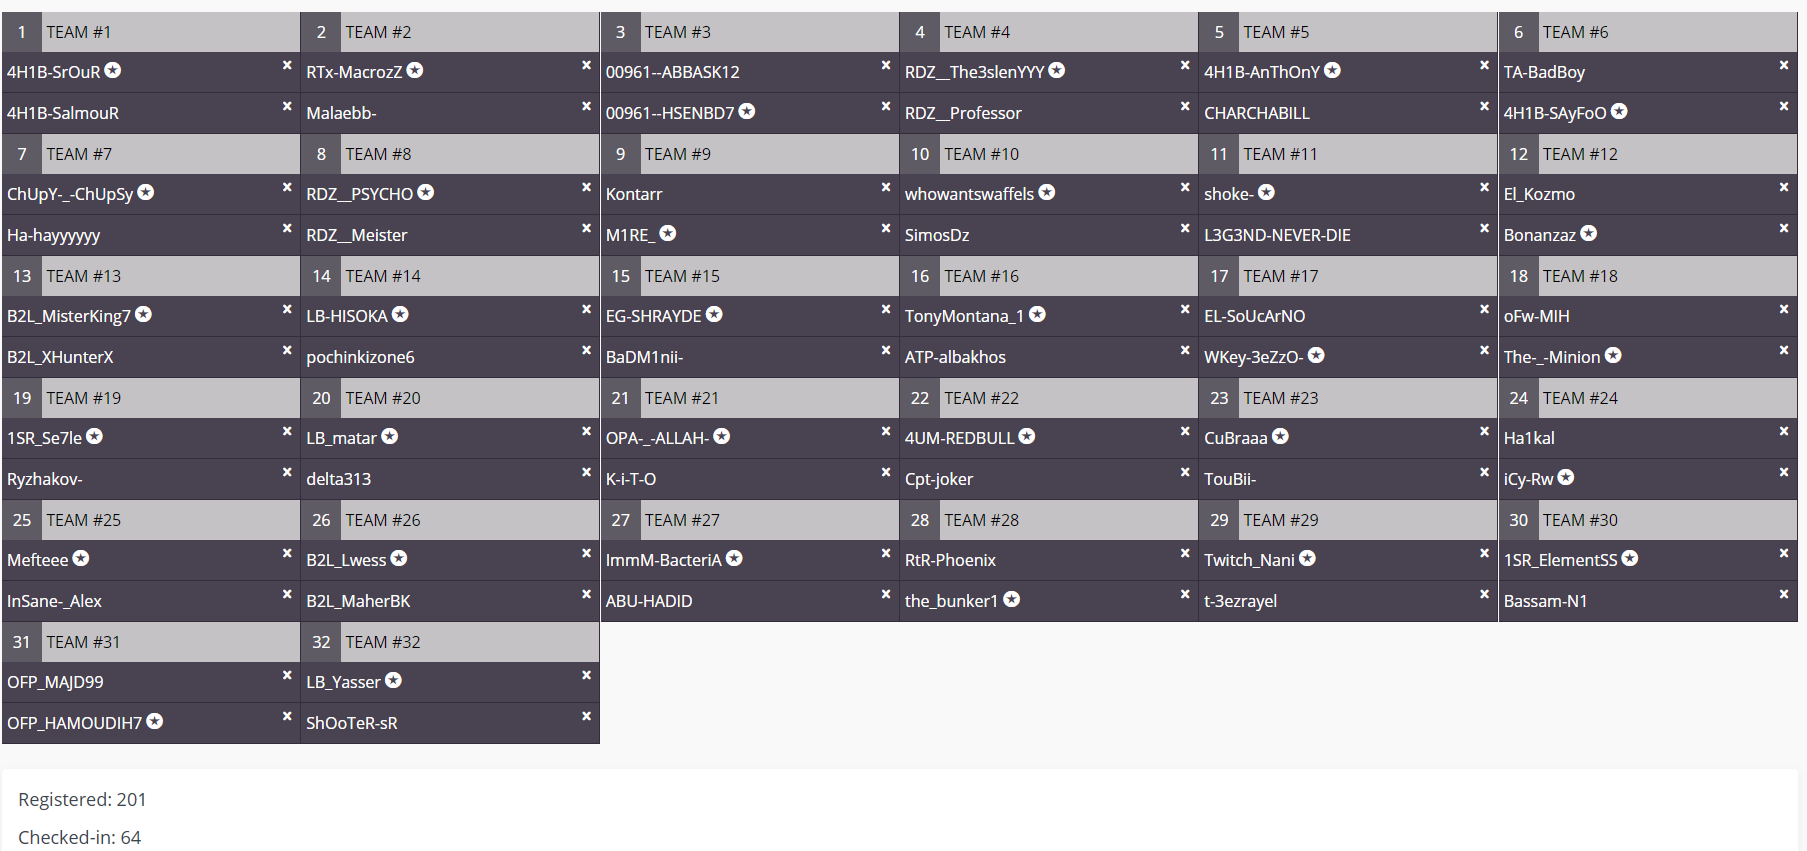 1 TEAM #1 2 TEAM #2 3 TEAM #3 4 TEAM #4 5 TEAM #5 6 TEAM #6
4H1B-SrOuR RTx-MacrozZ 00961--ABBASK12 RDZ__The3slenYYY 4H1B-AnThOnY TA-BadBoy
4H1B-SalmouR Malaebb- 00961--HSENBD7 RDZ__Professor CHARCHABILL 4H1B-SAyFoO
7 TEAM #7 8 TEAM #8 9 TEAM #9 10 TEAM #10 11 TEAM #11 12 TEAM #12
ChUpY-_-ChUpSy RDZ__PSYCHO Kontarr whowantswaffels shoke- El_Kozmo
Ha-hayyyyyy RDZ__Meister M1RE_ SimosDz L3G3ND-NEVER-DIE Bonanzaz
13 TEAM #13 14 TEAM #14 15 TEAM #15 16 TEAM #16 17 TEAM #17 18 TEAM #18
B2L_MisterKing7 LB-HISOKA EG-SHRAYDE TonyMontana_1 EL-SoUcArNO oFw-MIH
B2L_XHunterX pochinkizone6 BaDM1nii- ATP-albakhos WKey-3eZzO- The-_-Minion
19 TEAM #19 20 TEAM #20 21 TEAM #21 22 TEAM #22 23 TEAM #23 24 TEAM #24
1SR_Se7le LB_matar OPA-_-ALLAH- 4UM-REDBULL CuBraaa Ha1kal
Ryzhakov- delta313 K-i-T-O Cpt-joker TouBii- iCy-Rw
25 TEAM #25 26 TEAM #26 27 TEAM #27 28 TEAM #28 29 TEAM #29 30 TEAM #30
Mefteee B2L_Lwess ImmM-BacteriA RtR-Phoenix Twitch_Nani 1SR_ElementSS
InSane-_Alex B2L_MaherBK ABU-HADID the_bunker1 t-3ezrayel Bassam-N1
31 TEAM #31 32 TEAM #32
OFP_MAJD99 LB_Yasser
OFP_HAMOUDIH7 ShOoTeR-sR
Registered: 201
Checked-in: 64